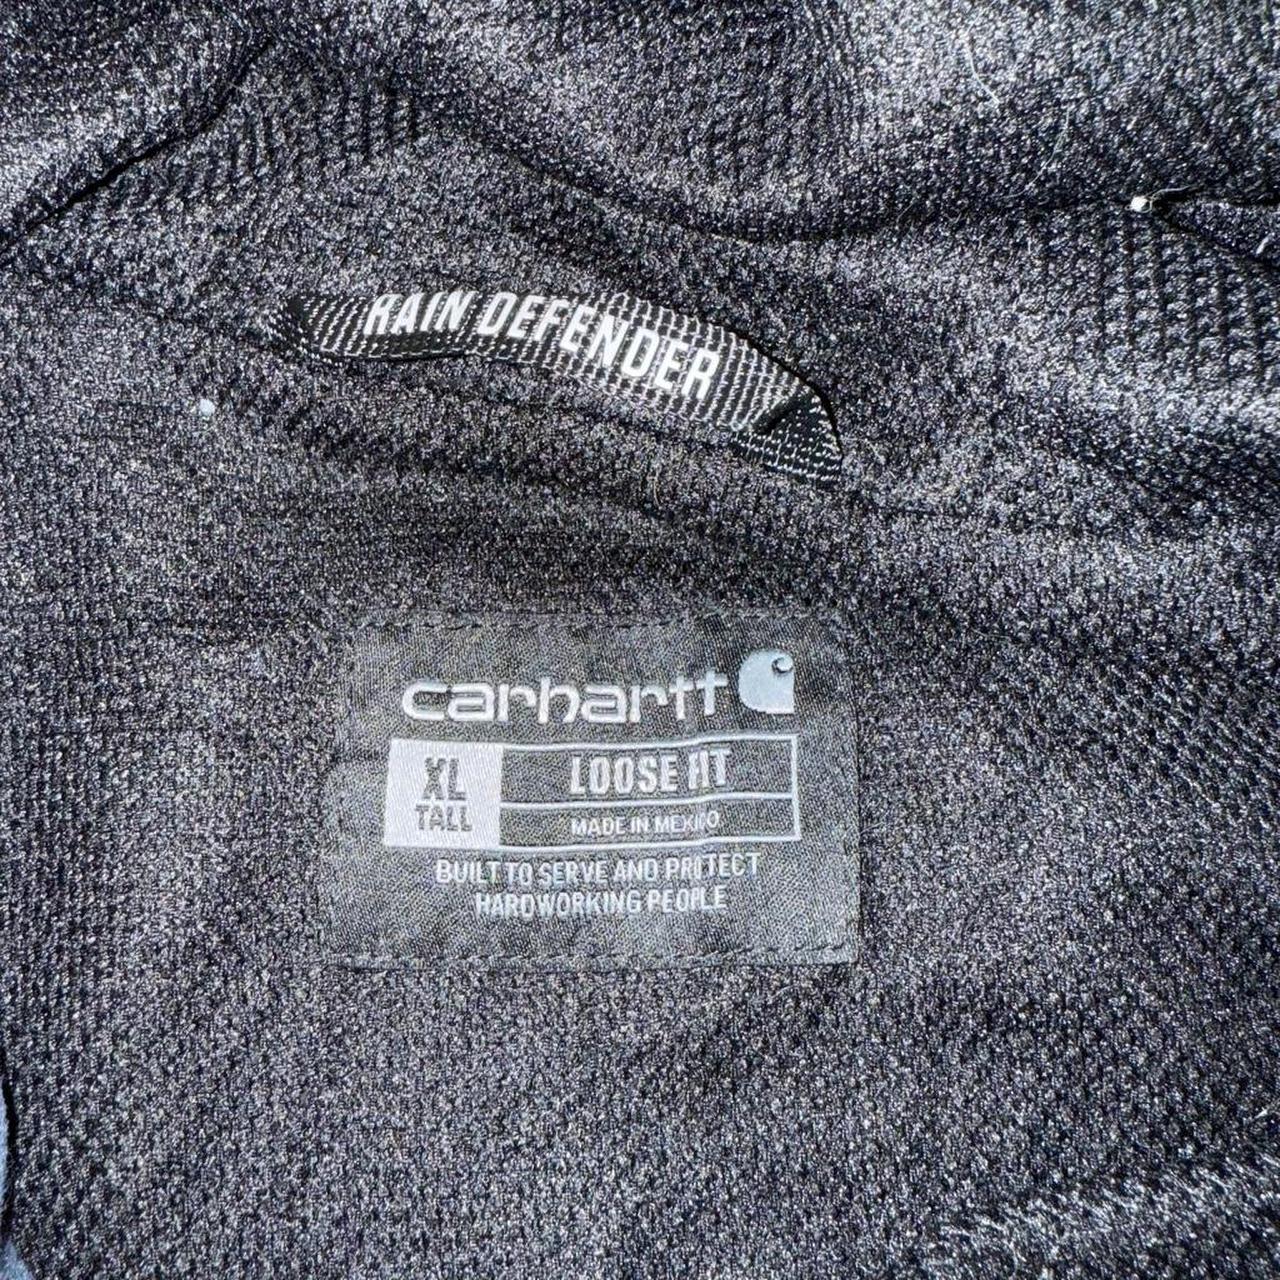 RAIN DEFENDER
carhartt
XL
TALL
LOOSE FIT
MADE IN MEXICO
BUILT TO SERVE AND PROTECT
HARDWORKING PEOPLE